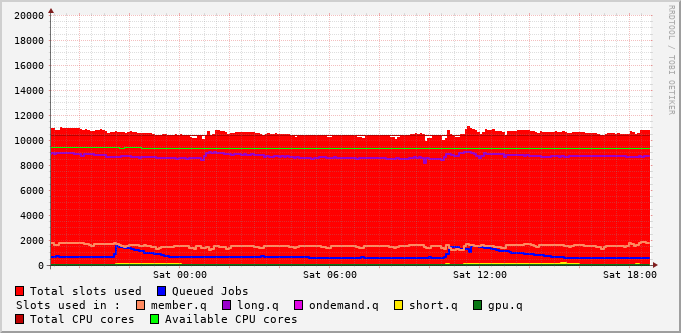 20000
18000
16000
14000
12000
10000
8000
6000
4000
2000
0
Sat 00:00 Sat 06:00 Sat 12:00 Sat 18:00
Total slots used Queued Jobs
Slots used in : member.q long.q ondemand.q short.q gpu.q
Total CPU cores Available CPU cores
RRDTOOL / TOBI OETIKER